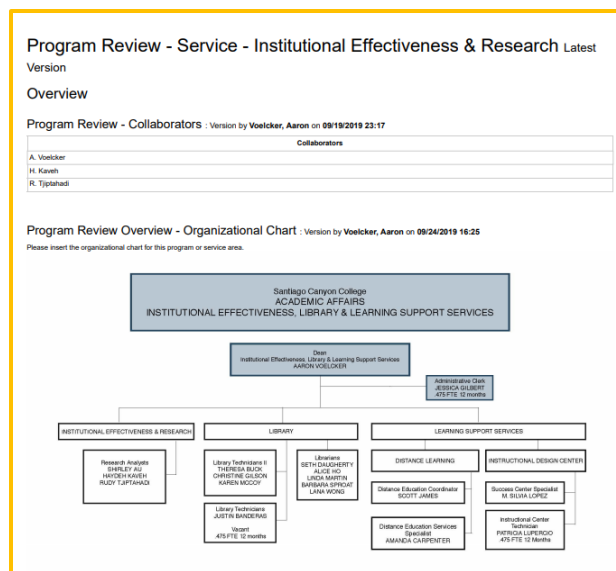 Program Review - Service - Institutional Effectiveness & Research Latest
Version
Overview
Program Review - Collaborators : Version by Voelcker, Aaron on 09/19/2019 23:17
Collaborators
A. Voelcker
H. Kaveh
R. Tjiptahadi
Program Review Overview - Organizational Chart : Version by Voelcker, Aaron on 09/24/2019 16:25
Please insert the organizational chart for this program or service area.
Santiago Canyon College
ACADEMIC AFFAIRS
INSTITUTIONAL EFFECTIVENESS, LIBRARY & LEARNING SUPPORT SERVICES
Dean
Institutional Effectiveness, Library & Learning Support Services
AARON VOELCKER
Administrative Clerk
JESSICA GILBERT
.475 FTE 12 months
INSTITUTIONAL EFFECTIVENESS & RESEARCH
Research Analysts
SHIRLEY AU
HAYDEH KAVEH
RUDY TJIPTAHADI
LIBRARY
Library Technicians II
THERESA BUCK
CHRISTINE GILSON
KAREN MCCOY
Library Technicians
JUSTIN BANDERAS
Vacant
.475 FTE 12 months
Librarians
SETH DAUGHERTY
ALICE HO
LINDA MARTIN
BARBARA SPROAT
LANA WONG
LEARNING SUPPORT SERVICES
DISTANCE LEARNING
Distance Education Coordinator
SCOTT JAMES
Distance Education Services
Specialist
AMANDA CARPENTER
INSTRUCTIONAL DESIGN CENTER
Success Center Specialist
M. SILVIA LOPEZ
Instructional Center
Technician
PATRICIA LUPERCIO
.475 FTE 12 Months